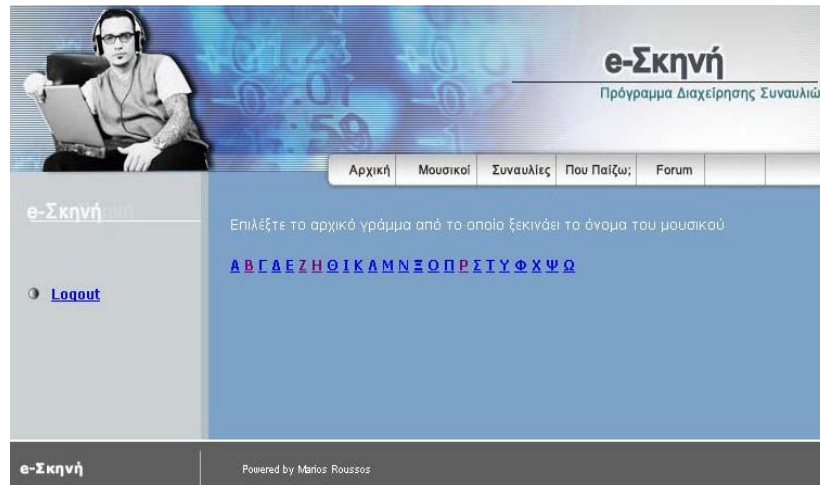 e-Σκηνή
Πρόγραμμα Διαχείρησης Συναυλιώ
Αρχική Μουσικοί Συναυλίες Που Παίζω; Forum
e-Σκηνή
Επιλέξτε το αρχικό γράμμα από το οποίο ξεκινάει το όνομα του μουσικού
Α Β Γ Δ Ε Ζ Η Θ Ι Κ Λ Μ Ν Ξ Ο Π Ρ Σ Τ Υ Φ Χ Ψ Ω
Logout
e-Σκηνή
Powered by Marios Roussos